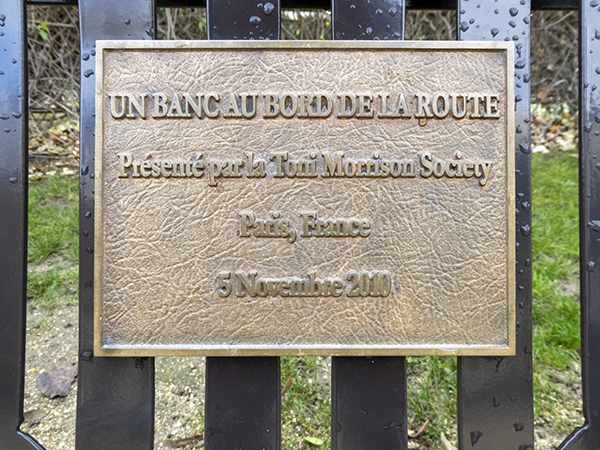 UN BANC AU BORD DE LA ROUTE
Présenté par la Toni Morrison Society
Paris, France
5 Novembre 2010